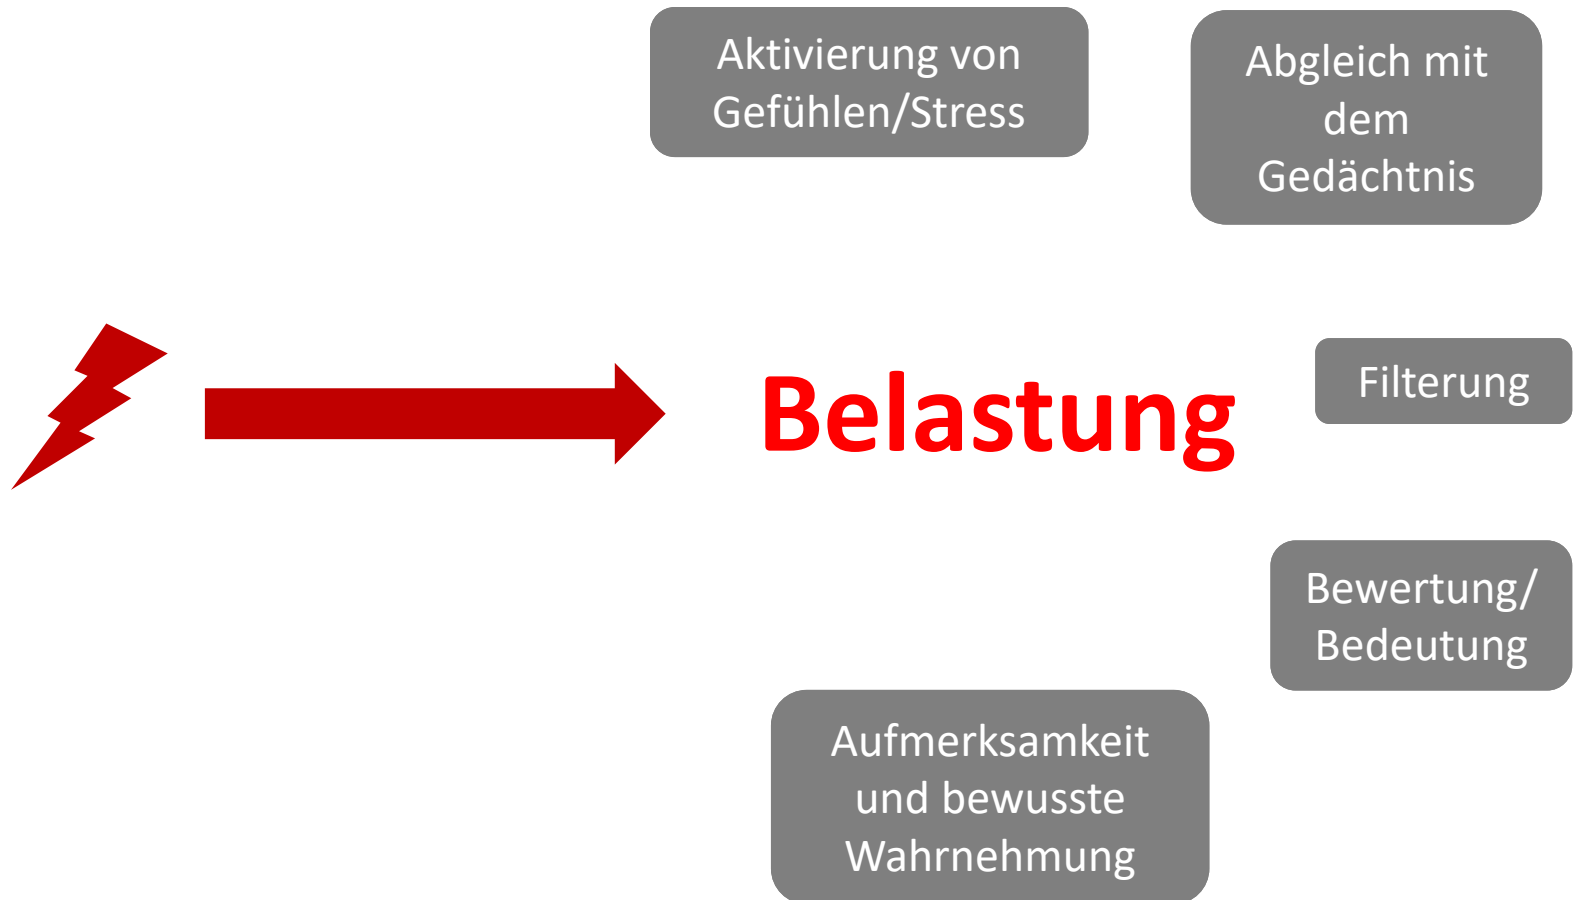 Aktivierung von
Gefühlen/Stress
Abgleich mit
dem
Gedächtnis
Belastung
Filterung
Bewertung/
Bedeutung
Aufmerksamkeit
und bewusste
Wahrnehmung